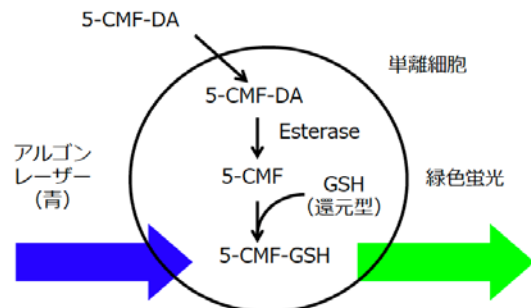 5-CMF-DA
単離細胞
5-CMF-DA
Esterase
アルゴン
レーザー
（青）
5-CMF
GSH
（還元型）
緑色蛍光
5-CMF-GSH